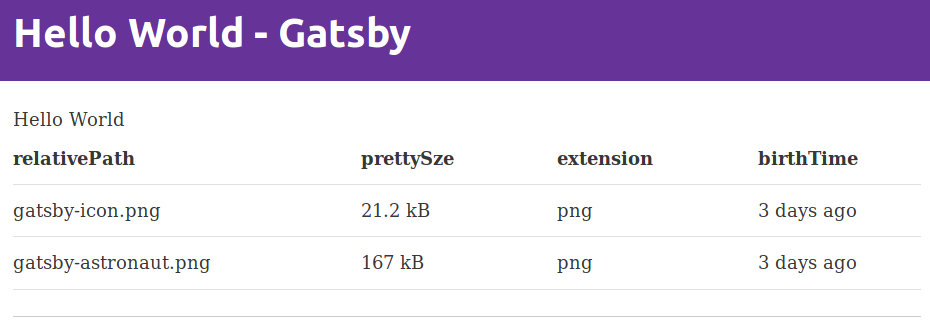 Hello World - Gatsby
Hello World
relativePath prettySze extension birthTime
gatsby-icon.png 21.2 kB png 3 days ago
gatsby-astronaut.png 167 kB png 3 days ago